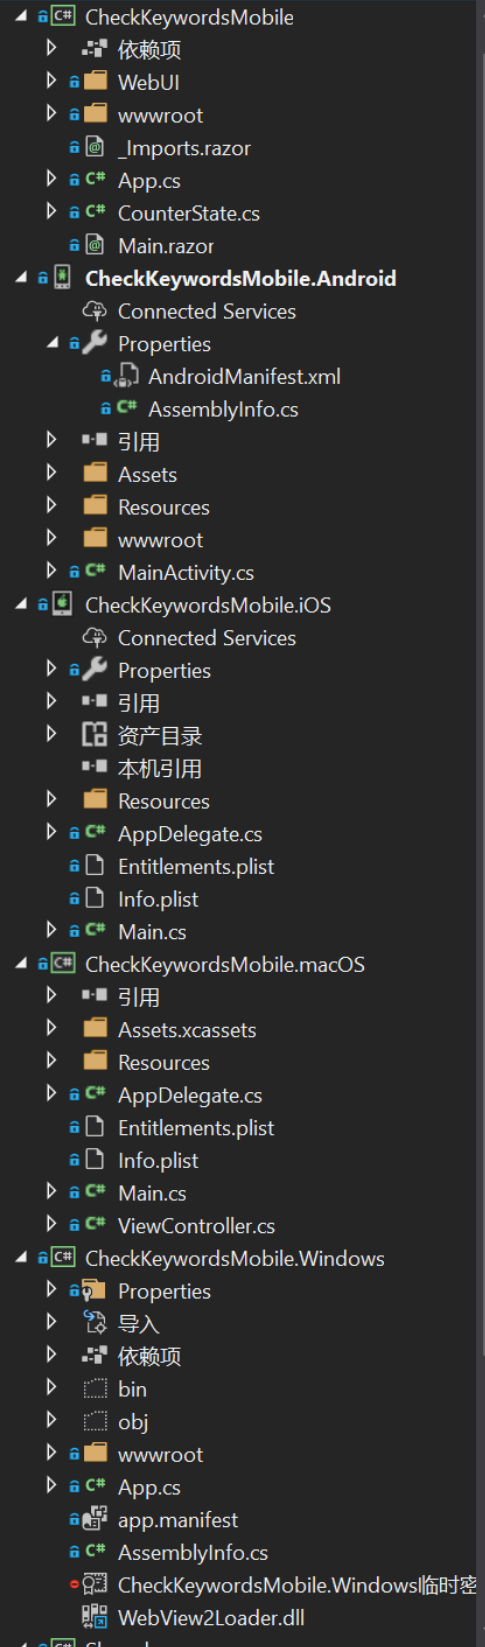 CheckKeywordsMobile
依赖项
WebUI
wwwroot
_Imports.razor
App.cs
CounterState.cs
Main.razor
CheckKeywordsMobile.Android
Connected Services
Properties
AndroidManifest.xml
AssemblyInfo.cs
引用
Assets
Resources
wwwroot
MainActivity.cs
CheckKeywordsMobile.iOS
Connected Services
Properties
引用
资产目录
本机引用
Resources
AppDelegate.cs
Entitlements.plist
Info.plist
Main.cs
CheckKeywordsMobile.macOS
引用
Assets.xcassets
Resources
AppDelegate.cs
Entitlements.plist
Info.plist
Main.cs
ViewController.cs
CheckKeywordsMobile.Windows
Properties
导入
依赖项
bin
obj
wwwroot
App.cs
app.manifest
AssemblyInfo.cs
CheckKeywordsMobile.Windows临时密
WebView2Loader.dll